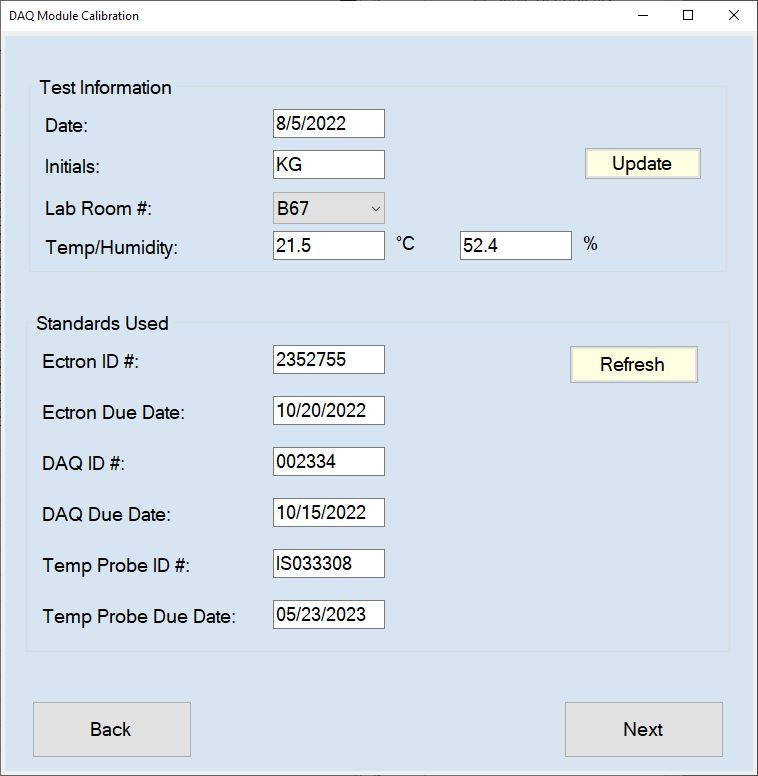 DAQ Module Calibration
Test Information
Date: 8/5/2022
Initials: KG Update
Lab Room #: B67
Temp/Humidity: 21.5 °C 52.4 %
Standards Used
Ectron ID #: 2352755 Refresh
Ectron Due Date: 10/20/2022
DAQ ID #: 002334
DAQ Due Date: 10/15/2022
Temp Probe ID #: IS033308
Temp Probe Due Date: 05/23/2023
Back Next